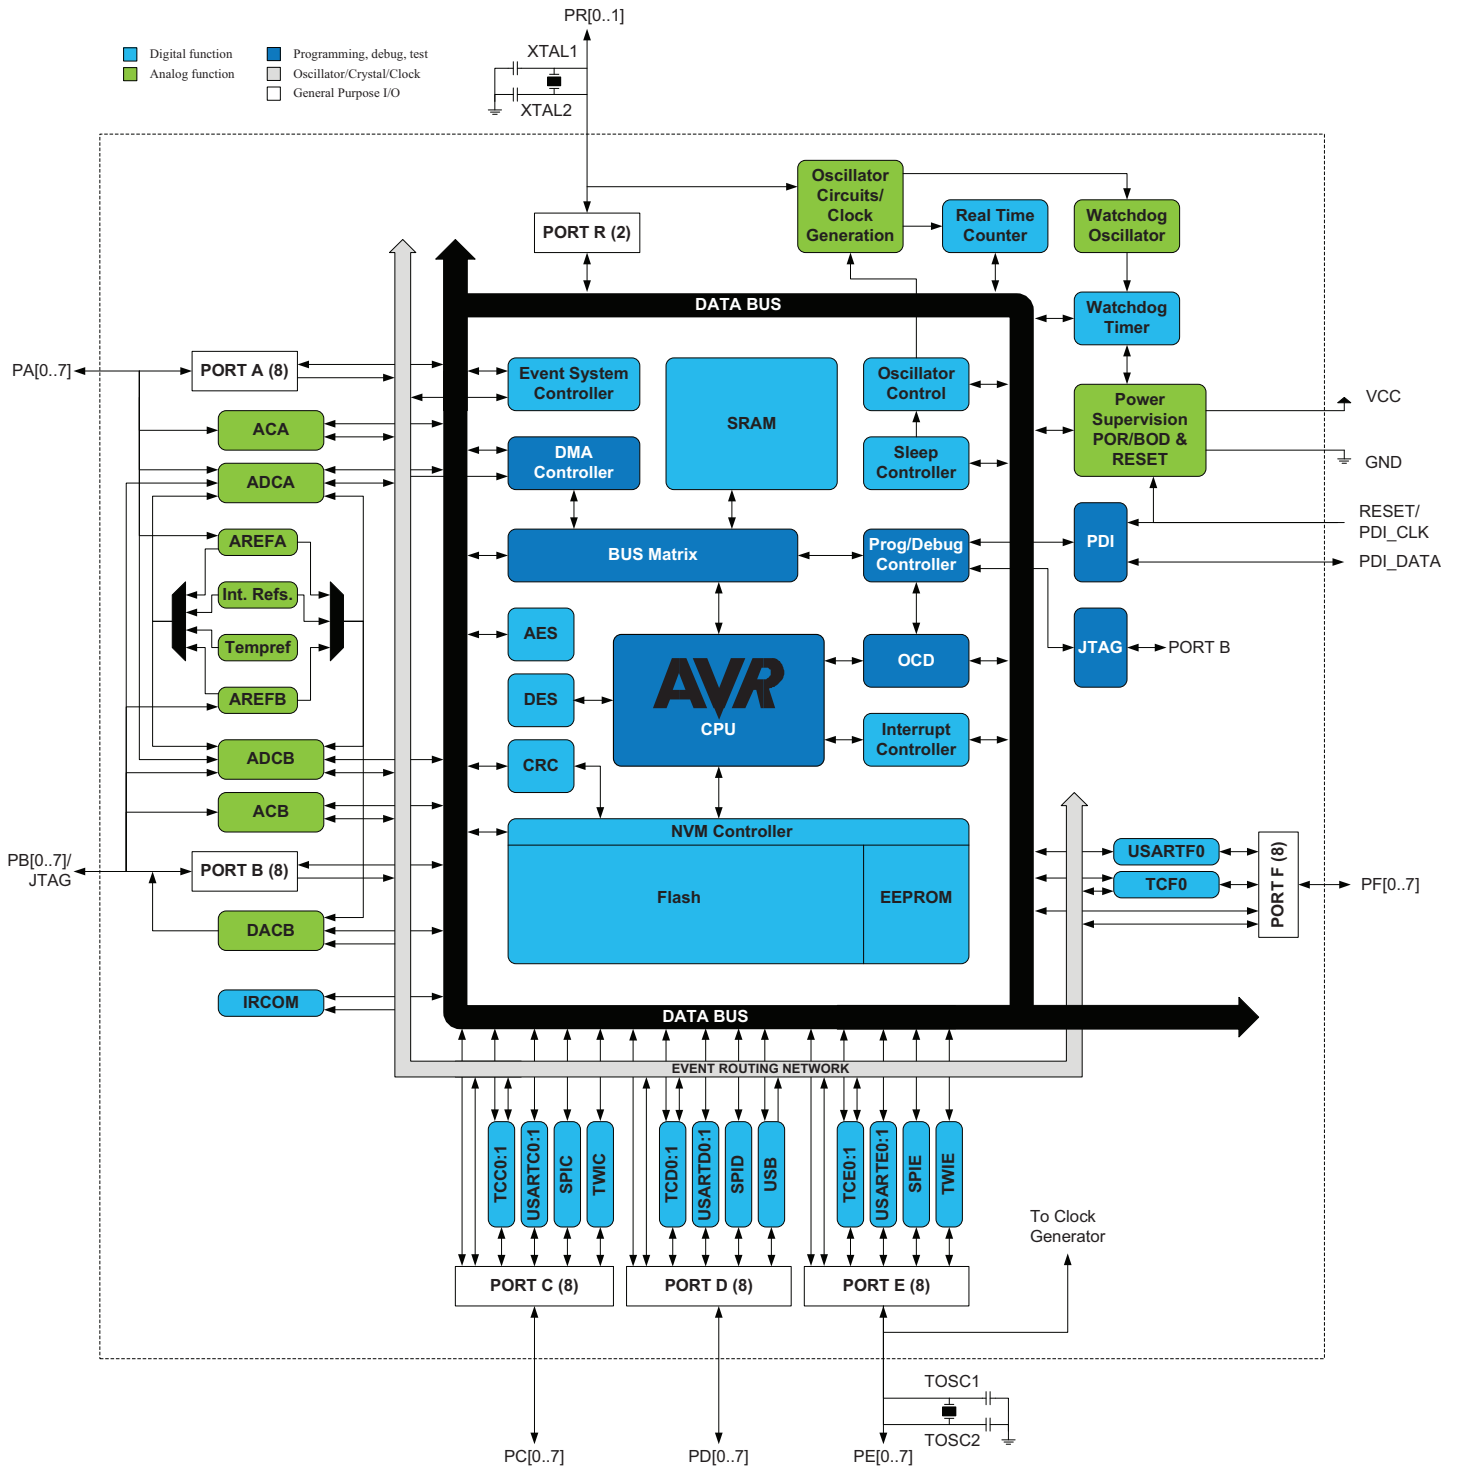 PR[0..1]
Digital function
Analog function
Programming, debug, test
Oscillator/Crystal/Clock
General Purpose I/O
XTAL1
XTAL2
Oscillator
Circuits/
Clock
Generation
Real Time
Counter
Watchdog
Oscillator
PORT R (2)
DATA BUS
Watchdog
Timer
PA[0..7]
PORT A (8)
Event System
Controller
SRAM
Oscillator
Control
Power
Supervision
POR/BOD &
RESET
VCC
GND
ACA
DMA
Controller
Sleep
Controller
ADCA
RESET/
PDI_CLK
PDI_DATA
AREFA
BUS Matrix
Prog/Debug
Controller
PDI
Int. Refs.
AES
Tempref
AVR
CPU
OCD
JTAG
PORT B
AREFB
DES
Interrupt
Controller
ADCB
CRC
ACB
NVM Controller
Flash
EEPROM
USARTF0
TCF0
PORT F (8)
PF[0..7]
PB[0..7]/
JTAG
PORT B (8)
DACB
IRCOM
DATA BUS
EVENT ROUTING NETWORK
TCC0:1
USARTC0:1
SPIC
TWIC
TCD0:1
USARTD0:1
SPID
USB
TCE0:1
USARTE0:1
SPIE
TWIE
To Clock
Generator
PORT C (8)
PORT D (8)
PORT E (8)
TOSC1
TOSC2
PC[0..7]
PD[0..7]
PE[0..7]